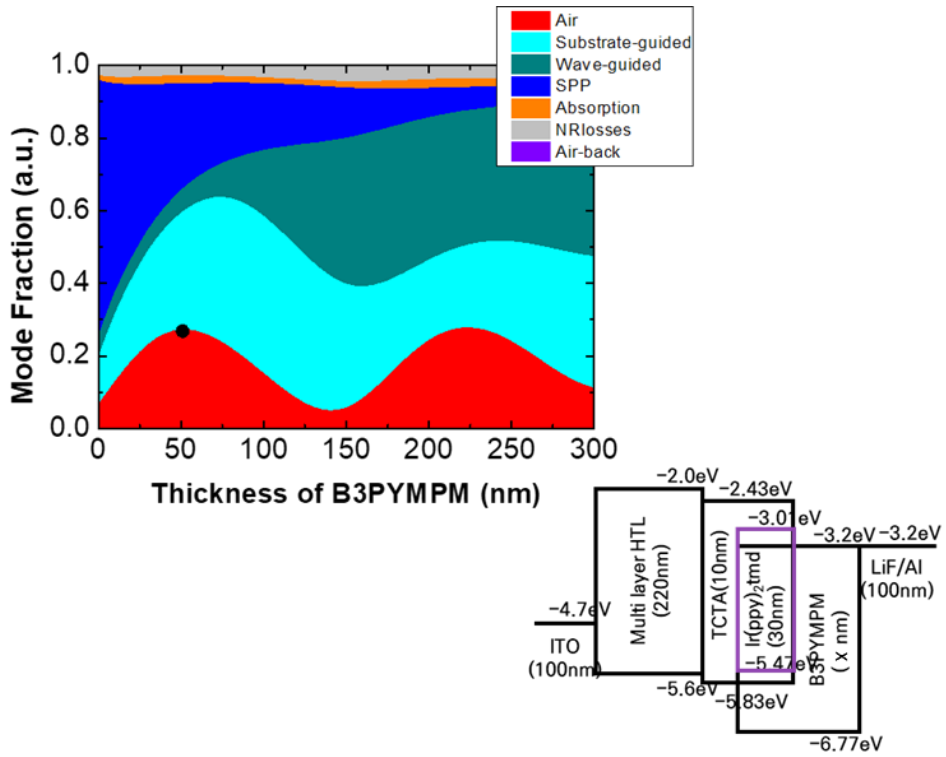 Air
Substrate-guided
Wave-guided
SPP
Absorption
NRlosses
Air-back
Mode Fraction (a.u.)
1.0
0.8
0.6
0.4
0.2
0.0
0 50 100 150 200 250 300
Thickness of B3PYMPM (nm)
−2.0eV
−2.43eV
−3.01eV
−3.2eV −3.2eV
−4.7eV
ITO
(100nm)
Multi layer HTL
(220nm)
TCTA(10nm)
Ir(ppy)₂tmd
(30nm)
B3PYMPM
( x nm)
LiF/Al
(100nm)
−5.47eV
−5.6eV
−5.83eV
−6.77eV